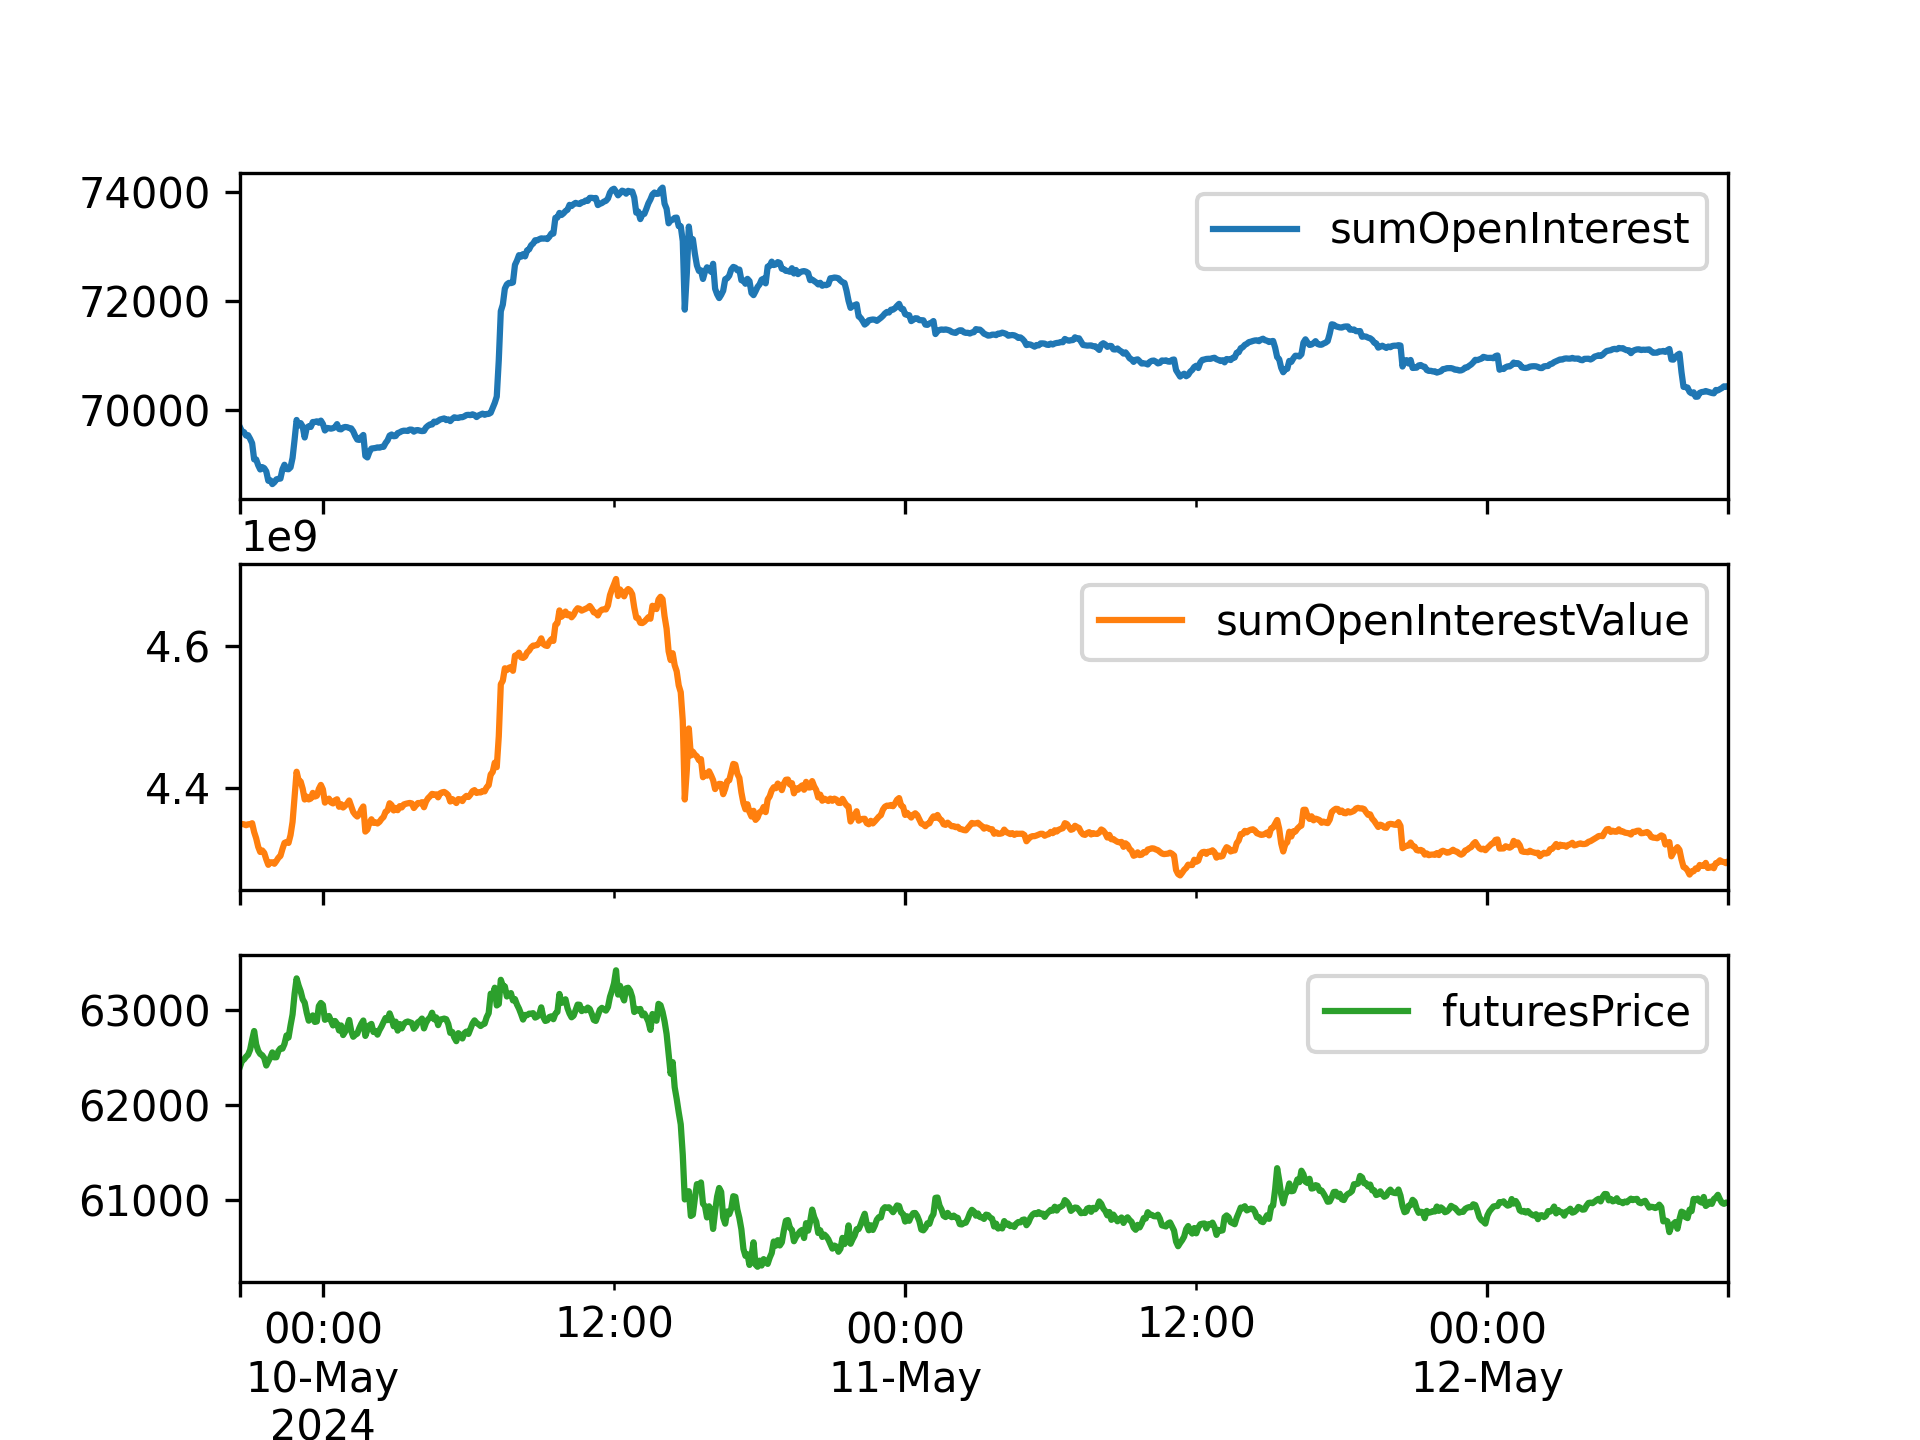 74000
72000
70000
sumOpenInterest
1e9
4.6
4.4
sumOpenInterestValue
63000
62000
61000
futuresPrice
00:00 12:00 00:00 12:00 00:00
10-May 11-May 12-May
2024